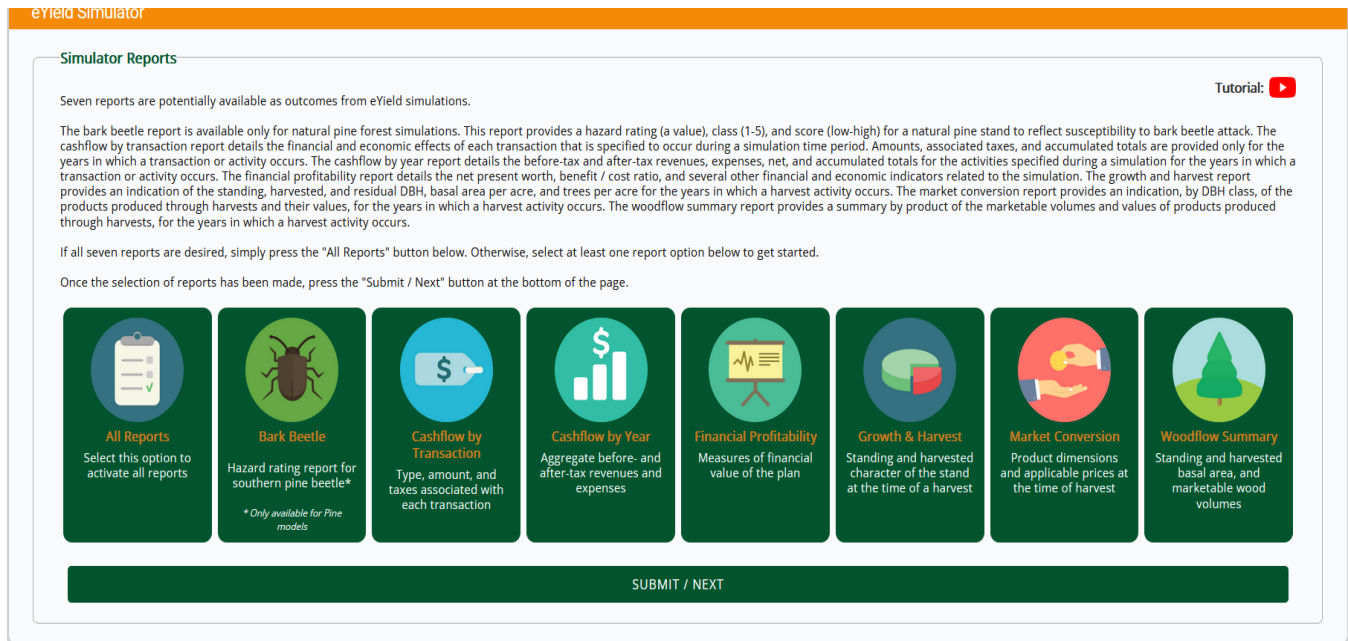 eYield Simulator
Simulator Reports
Tutorial:
Seven reports are potentially available as outcomes from eYield simulations.
The bark beetle report is available only for natural pine forest simulations. This report provides a hazard rating (a value), class (1-5), and score (low-high) for a natural pine stand to reflect susceptibility to bark beetle attack. The
cashflow by transaction report details the financial and economic effects of each transaction that is specified to occur during a simulation time period. Amounts, associated taxes, and accumulated totals are provided only for the
years in which a transaction or activity occurs. The cashflow by year report details the before-tax and after-tax revenues, expenses, net, and accumulated totals for the activities specified during a simulation for the years in which a
transaction or activity occurs. The financial profitability report details the net present worth, benefit / cost ratio, and several other financial and economic indicators related to the simulation. The growth and harvest report
provides an indication of the standing, harvested, and residual DBH, basal area per acre, and trees per acre for the years in which a harvest activity occurs. The market conversion report provides an indication, by DBH class, of the
products produced through harvests and their values, for the years in which a harvest activity occurs. The woodflow summary report provides a summary by product of the marketable volumes and values of products produced
through harvests, for the years in which a harvest activity occurs.
If all seven reports are desired, simply press the "All Reports" button below. Otherwise, select at least one report option below to get started.
Once the selection of reports has been made, press the "Submit / Next" button at the bottom of the page.
All Reports
Select this option to
activate all reports
Bark Beetle
Hazard rating report for
southern pine beetle*
* Only available for Pine
models
$
Cashflow by
Transaction
Type, amount, and
taxes associated with
each transaction
$
Cashflow by Year
Aggregate before- and
after-tax revenues and
expenses
Financial Profitability
Measures of financial
value of the plan
Growth & Harvest
Standing and harvested
character of the stand
at the time of a harvest
Market Conversion
Product dimensions
and applicable prices at
the time of harvest
Woodflow Summary
Standing and harvested
basal area, and
marketable wood
volumes
SUBMIT / NEXT